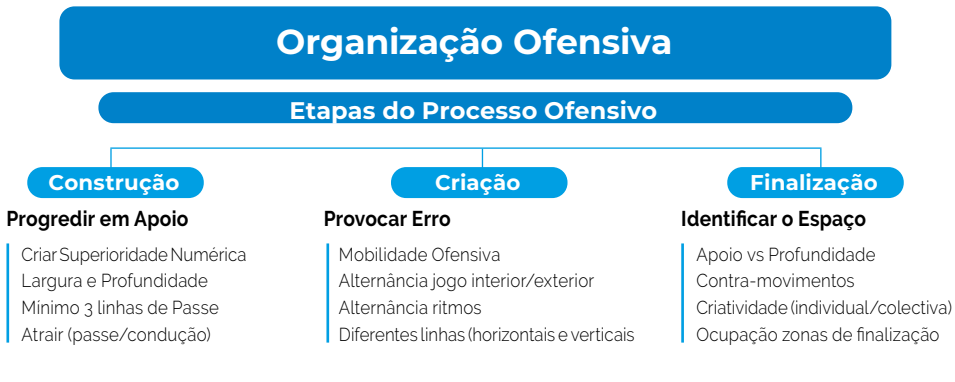 Organização Ofensiva
Etapas do Processo Ofensivo
Construção
Progredir em Apoio
Criar Superioridade Numérica
Largura e Profundidade
Mínimo 3 linhas de Passe
Atrair (passe/condução)
Criação
Provocar Erro
Mobilidade Ofensiva
Alternância jogo interior/exterior
Alternância ritmos
Diferentes linhas (horizontais e verticais
Finalização
Identificar o Espaço
Apoio vs Profundidade
Contra-movimentos
Criatividade (individual/colectiva)
Ocupação zonas de finalização